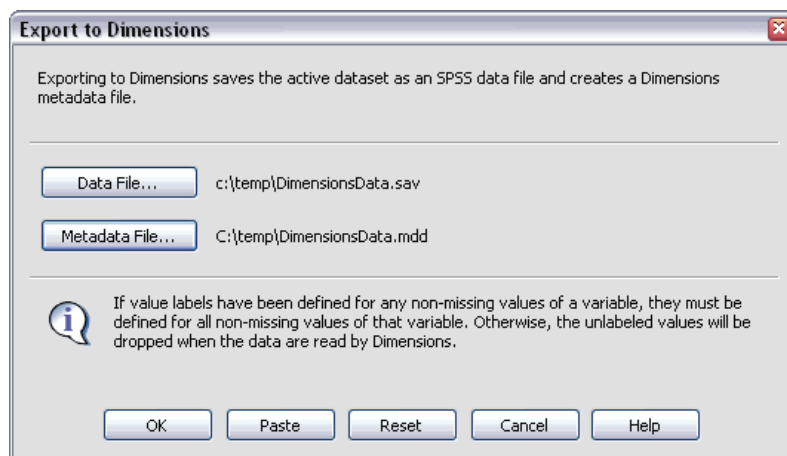 Export to Dimensions
Exporting to Dimensions saves the active dataset as an SPSS data file and creates a Dimensions
metadata file.
Data File...
c:\temp\DimensionsData.sav
Metadata File...
C:\temp\DimensionsData.mdd
If value labels have been defined for any non-missing values of a variable, they must be
defined for all non-missing values of that variable. Otherwise, the unlabeled values will be
dropped when the data are read by Dimensions.
OK
Paste
Reset
Cancel
Help